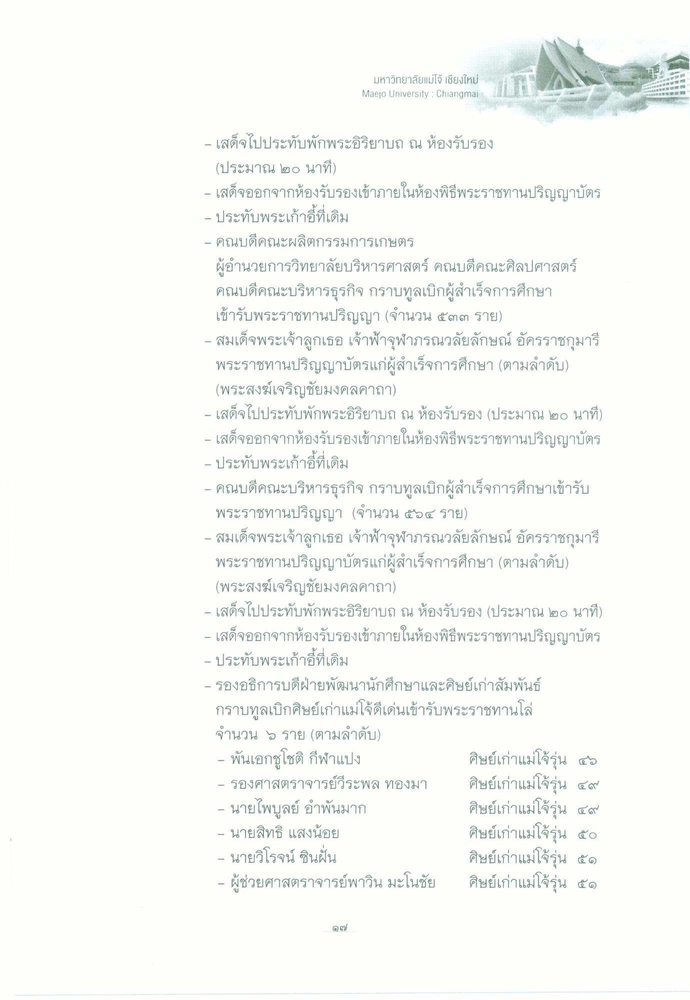 มหาวิทยาลัยแม่โจ้ เชียงใหม่
Maejo University : Chiangmai
– เสด็จไปประทับพักพระอิริยาบถ ณ ห้องรับรอง
(ประมาณ ๒๐ นาที)
– เสด็จออกจากห้องรับรองเข้าภายในห้องพิธีพระราชทานปริญญาบัตร
– ประทับพระเก้าอี้ที่เดิม
– คณบดีคณะผลิตกรรมการเกษตร
ผู้อำนวยการวิทยาลัยบริหารศาสตร์ คณบดีคณะศิลปศาสตร์
คณบดีคณะบริหารธุรกิจ กราบทูลเบิกผู้สำเร็จการศึกษา
เข้ารับพระราชทานปริญญา (จำนวน ๕๓๓ ราย)
– สมเด็จพระเจ้าลูกเธอ เจ้าฟ้าจุฬาภรณวลัยลักษณ์ อัครราชกุมารี
พระราชทานปริญญาบัตรแก่ผู้สำเร็จการศึกษา (ตามลำดับ)
(พระสงฆ์เจริญชัยมงคลคาถา)
– เสด็จไปประทับพักพระอิริยาบถ ณ ห้องรับรอง (ประมาณ ๒๐ นาที)
– เสด็จออกจากห้องรับรองเข้าภายในห้องพิธีพระราชทานปริญญาบัตร
– ประทับพระเก้าอี้ที่เดิม
– คณบดีคณะบริหารธุรกิจ กราบทูลเบิกผู้สำเร็จการศึกษาเข้ารับ
พระราชทานปริญญา (จำนวน ๕๖๔ ราย)
– สมเด็จพระเจ้าลูกเธอ เจ้าฟ้าจุฬาภรณวลัยลักษณ์ อัครราชกุมารี
พระราชทานปริญญาบัตรแก่ผู้สำเร็จการศึกษา (ตามลำดับ)
(พระสงฆ์เจริญชัยมงคลคาถา)
– เสด็จไปประทับพักพระอิริยาบถ ณ ห้องรับรอง (ประมาณ ๒๐ นาที)
– เสด็จออกจากห้องรับรองเข้าภายในห้องพิธีพระราชทานปริญญาบัตร
– ประทับพระเก้าอี้ที่เดิม
– รองอธิการบดีฝ่ายพัฒนานักศึกษาและศิษย์เก่าสัมพันธ์
กราบทูลเบิกศิษย์เก่าแม่โจ้ดีเด่นเข้ารับพระราชทานโล่
จำนวน ๖ ราย (ตามลำดับ)
– พันเอกชูโชติ กีฬาแปง ศิษย์เก่าแม่โจ้รุ่น ๔๖
– รองศาสตราจารย์วีระพล ทองมา ศิษย์เก่าแม่โจ้รุ่น ๔๙
– นายไพบูลย์ อำพันมาก ศิษย์เก่าแม่โจ้รุ่น ๔๙
– นายสิทธิ แสงน้อย ศิษย์เก่าแม่โจ้รุ่น ๕๐
– นายวิโรจน์ ซินฝั่น ศิษย์เก่าแม่โจ้รุ่น ๕๑
– ผู้ช่วยศาสตราจารย์พาวิน มะโนชัย ศิษย์เก่าแม่โจ้รุ่น ๕๑
๑๗